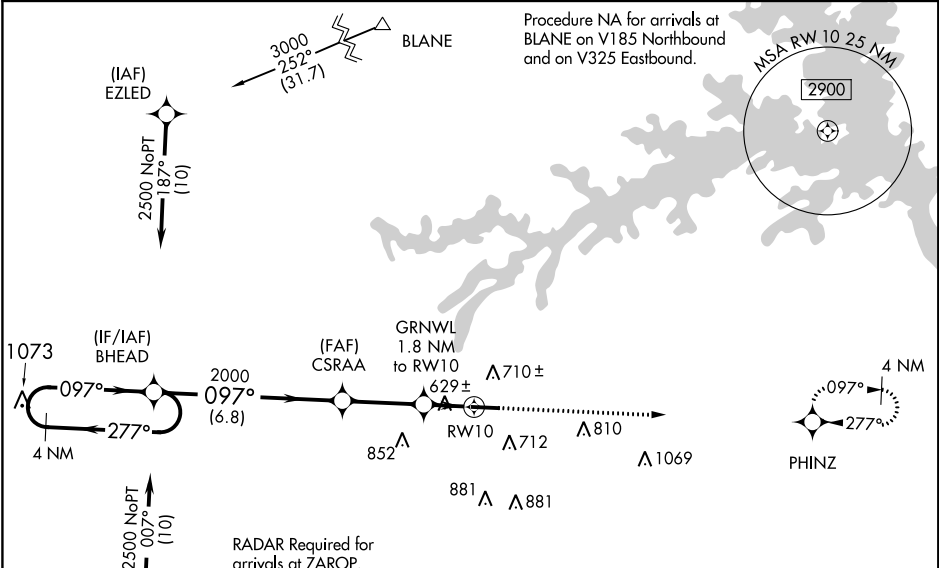 Procedure NA for arrivals at
BLANE on V185 Northbound
and on V325 Eastbound.
MSA RW 10 25 NM
2900
BLANE
3000
252°
(31.7)
(IAF)
EZLED
2500 NoPT
187°
(10)
(IF/IAF)
BHEAD
1073
097°
277°
4 NM
2000
097°
(6.8)
(FAF)
CSRAA
GRNWL
1.8 NM
to RW10
629±
710±
RW10
852
712
810
1069
881
881
4 NM
097°
277°
PHINZ
2500 NoPT
007°
(10)
RADAR Required for
arrivals at ZAROP